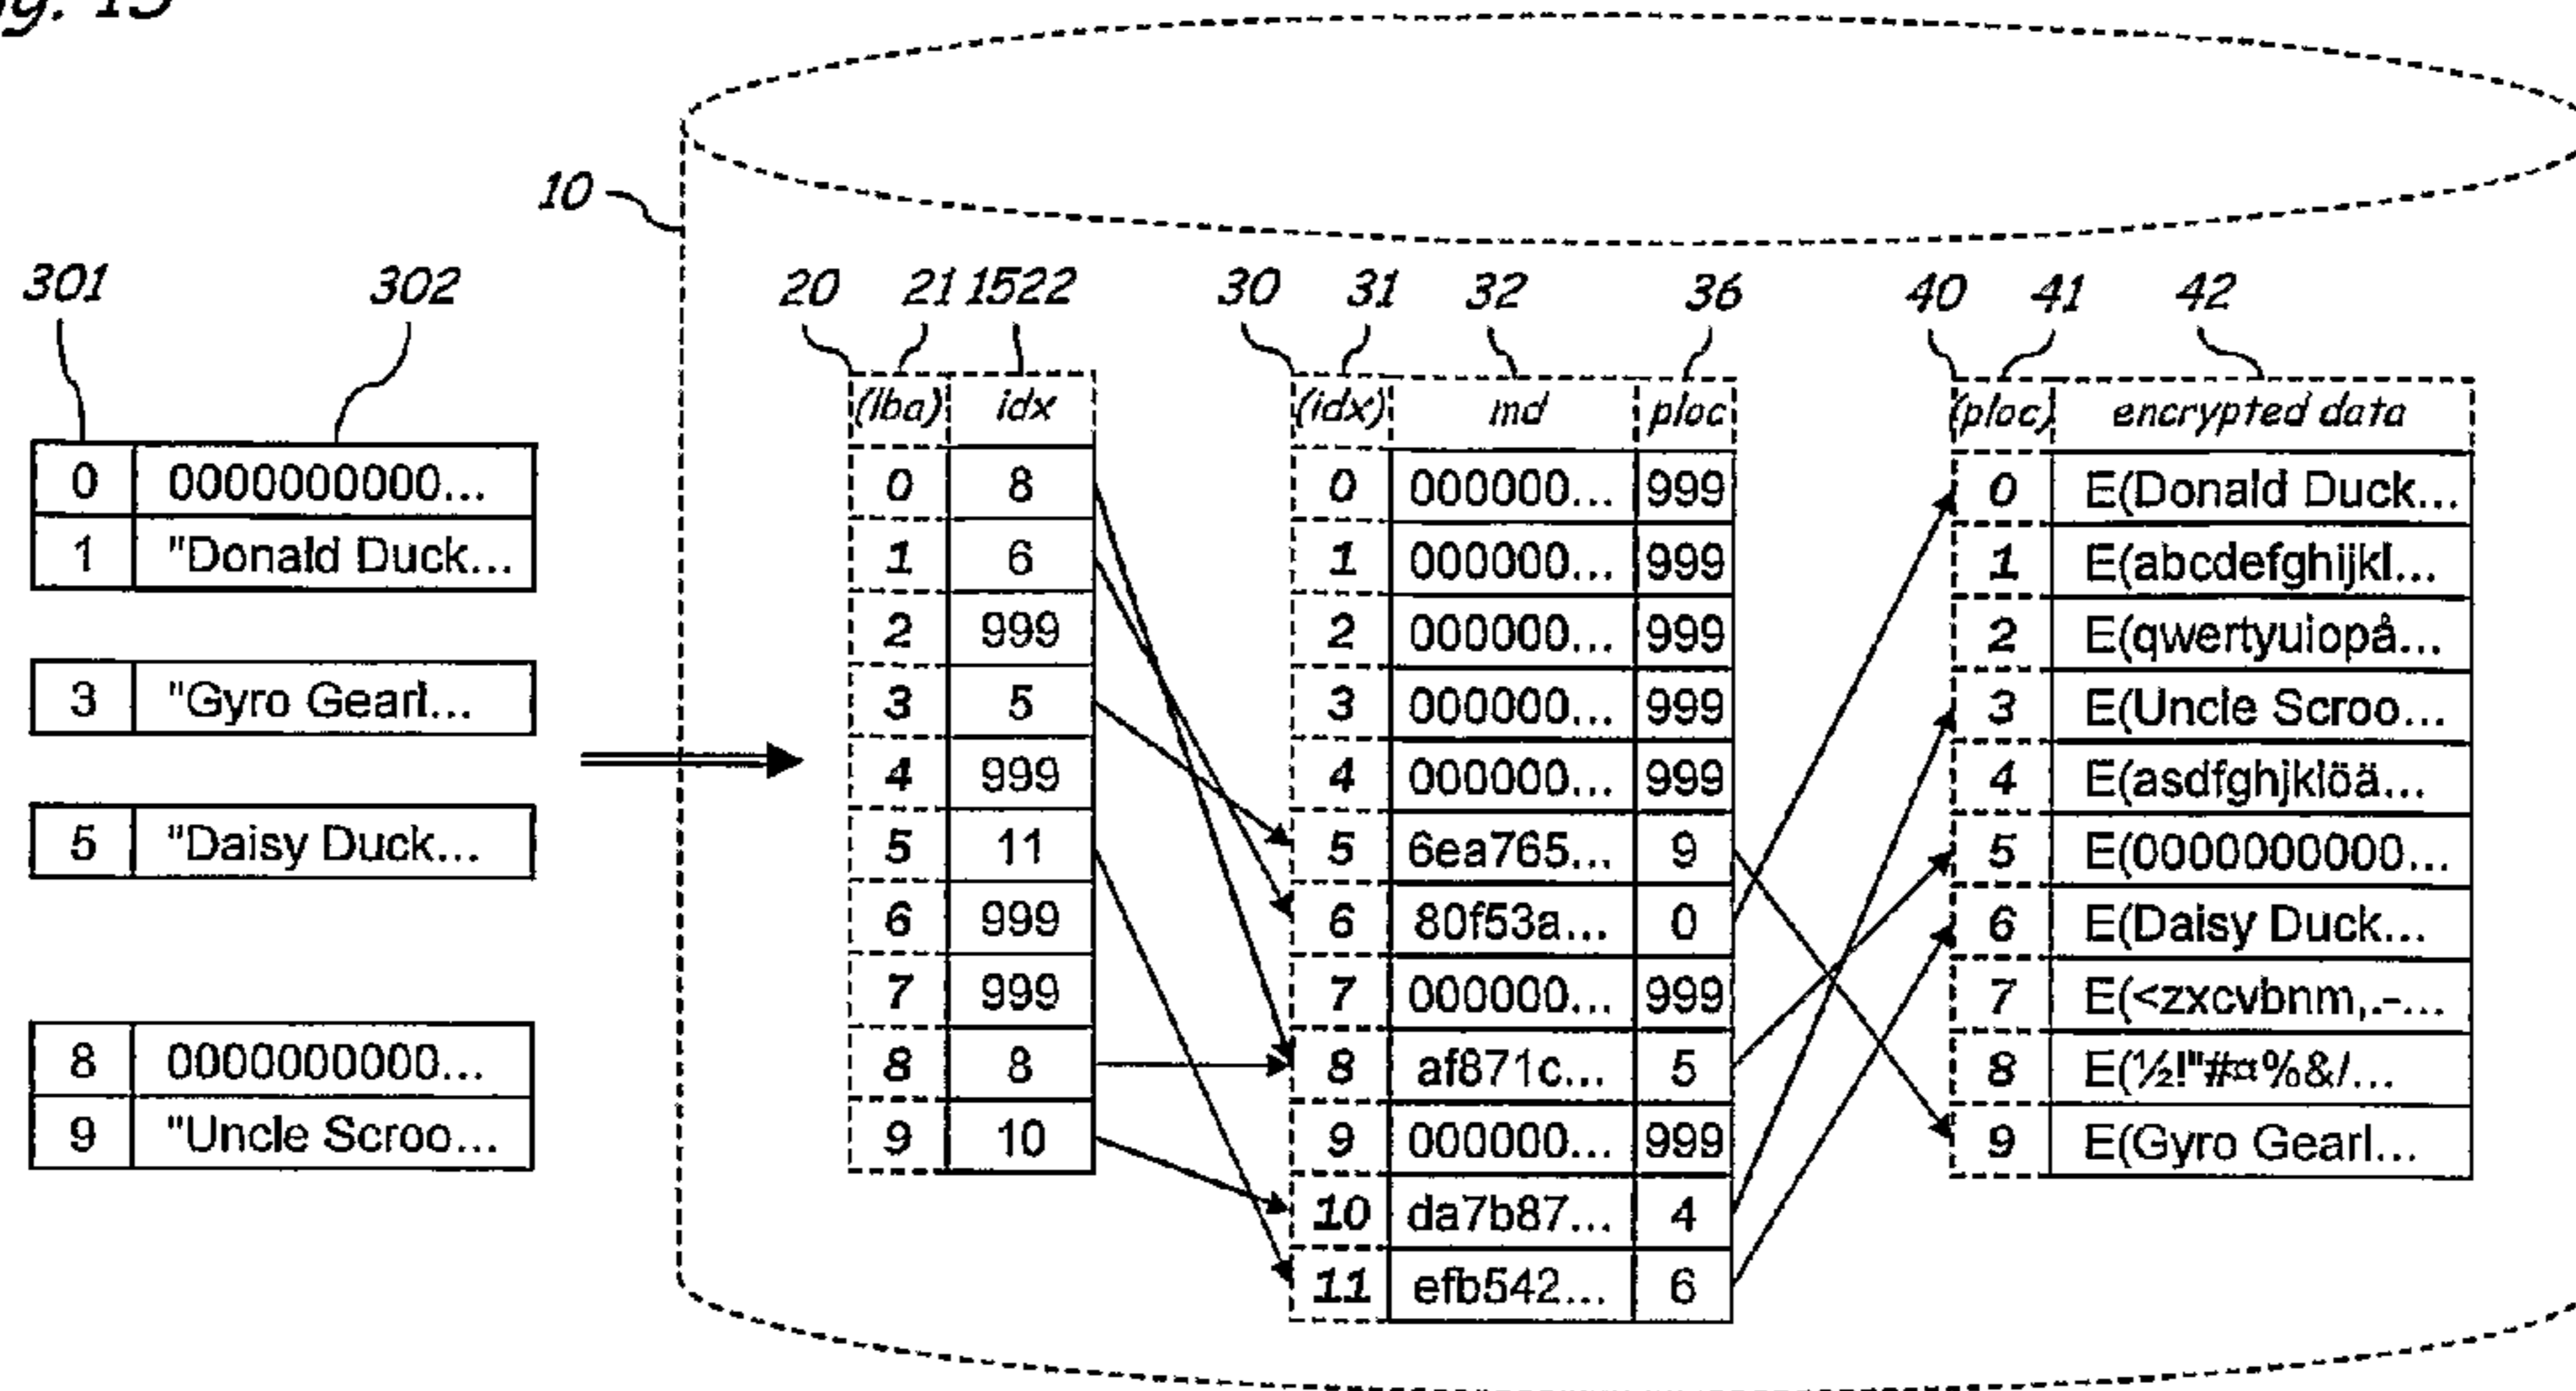 Fig. 15
10
301 302 20 21 1522 30 31 32 36 40 41 42
(lba) idx (idx) md ploc (ploc) encrypted data
0 0000000000... 0 8 0 000000... 999 0 E(Donald Duck...
1 "Donald Duck... 1 6 1 000000... 999 1 E(abcdefghijkl...
2 999 2 000000... 999 2 E(qwertyuiopå...
3 "Gyro Gearl... 3 5 3 000000... 999 3 E(Uncle Scroo...
4 999 4 000000... 999 4 E(asdfghjklöä...
5 "Daisy Duck... 5 11 5 6ea765... 9 5 E(0000000000...
6 999 6 80f53a... 0 6 E(Daisy Duck...
7 999 7 000000... 999 7 E(<zxcvbnm,.-...
8 0000000000... 8 8 8 af871c... 5 8 E(½!"#¤%&/...
9 "Uncle Scroo... 9 10 9 000000... 999 9 E(Gyro Gearl...
10 da7b87... 4
11 efb542... 6